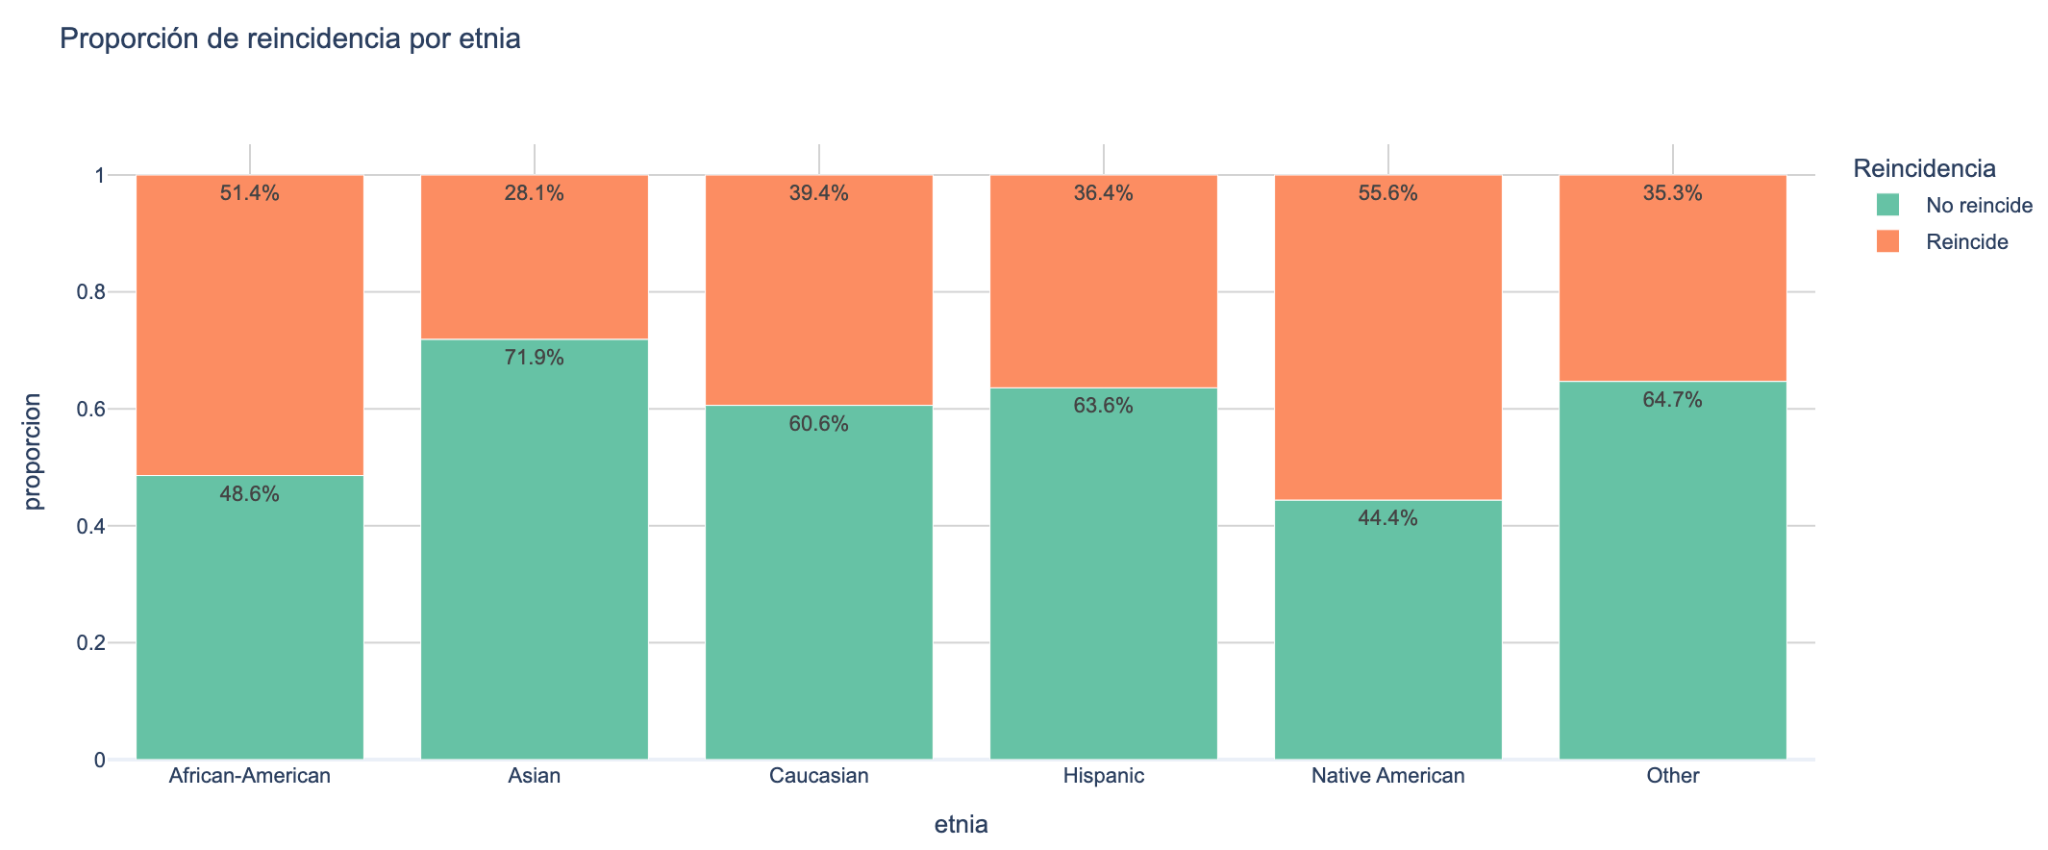 Proporción de reincidencia por etnia
Reincidencia
No reincide
Reincide
proporcion
1
0.8
0.6
0.4
0.2
0
51.4%
28.1%
39.4%
36.4%
55.6%
35.3%
48.6%
71.9%
60.6%
63.6%
44.4%
64.7%
African-American
Asian
Caucasian
Hispanic
Native American
Other
etnia